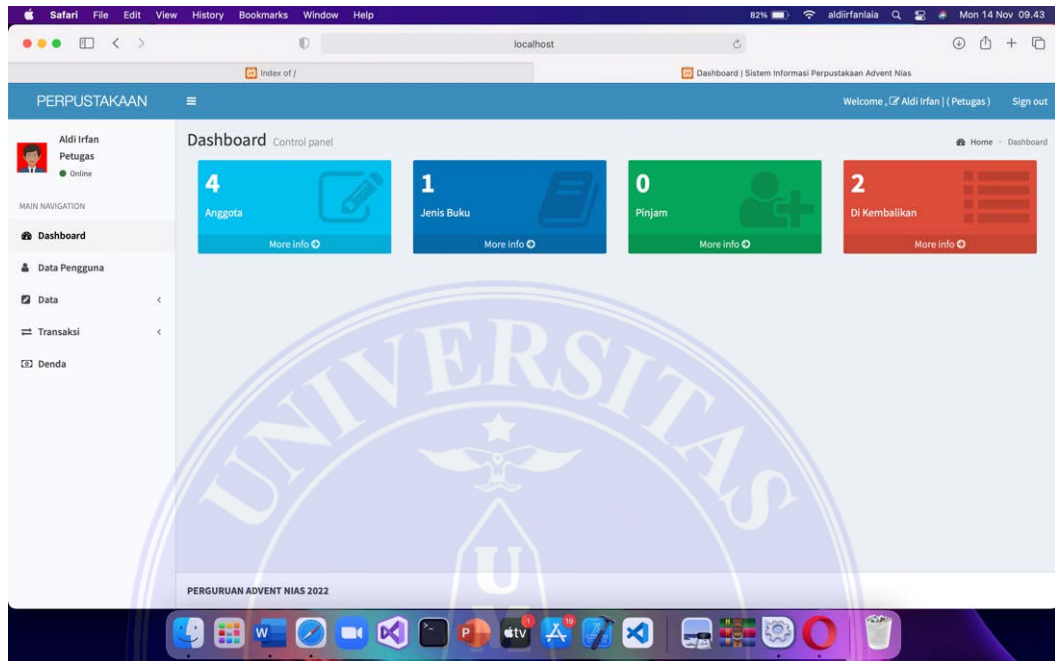 Safari File Edit View History Bookmarks Window Help 82% aldiirfanlaia Mon 14 Nov 09.43
localhost
Index of / Dashboard | Sistem Informasi Perpustakaan Advent Nias
PERPUSTAKAAN Welcome , Aldi Irfan | ( Petugas ) Sign out
Aldi Irfan
Petugas
Online
Dashboard Control panel Home Dashboard
MAIN NAVIGATION
Dashboard
Data Pengguna
Data
Transaksi
Denda
4
Anggota
More info
1
Jenis Buku
More info
0
Pinjam
More info
2
Di Kembalikan
More info
UNIVERSITAS
U
PERGURUAN ADVENT NIAS 2022
W P tv 1 19